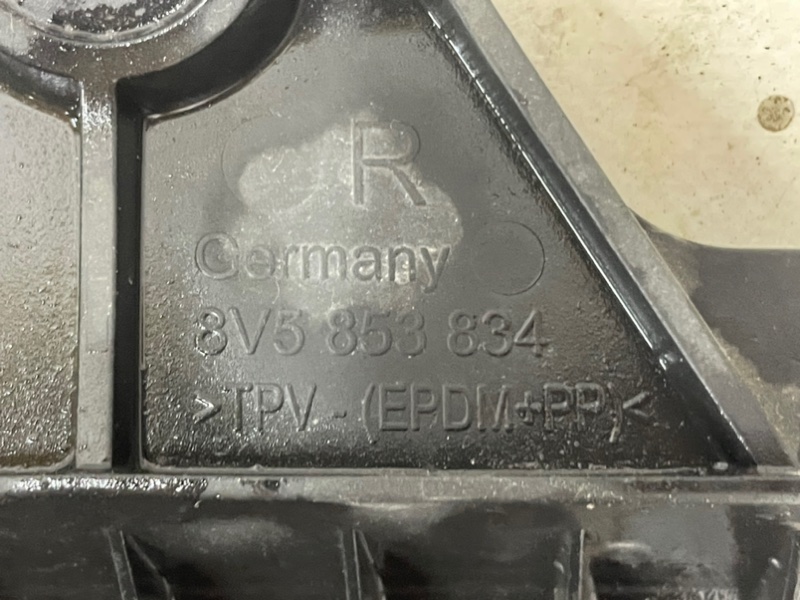 R
Germany
8V5 853 834
>TPV-(EPDM+PP)<